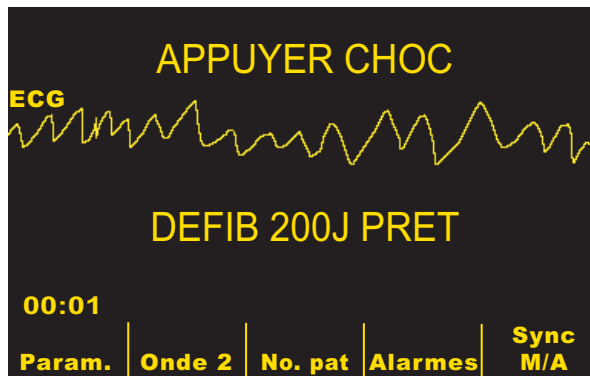 APPUYER CHOC
ECG
DEFIB 200J PRET
00:01
Sync
Param. Onde 2 No. pat Alarmes M/A